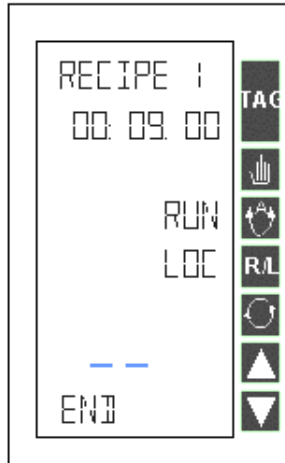 RECIPE 1
TAG
00: 09. 00
RUN
LOC
R/L
A
-- 
END